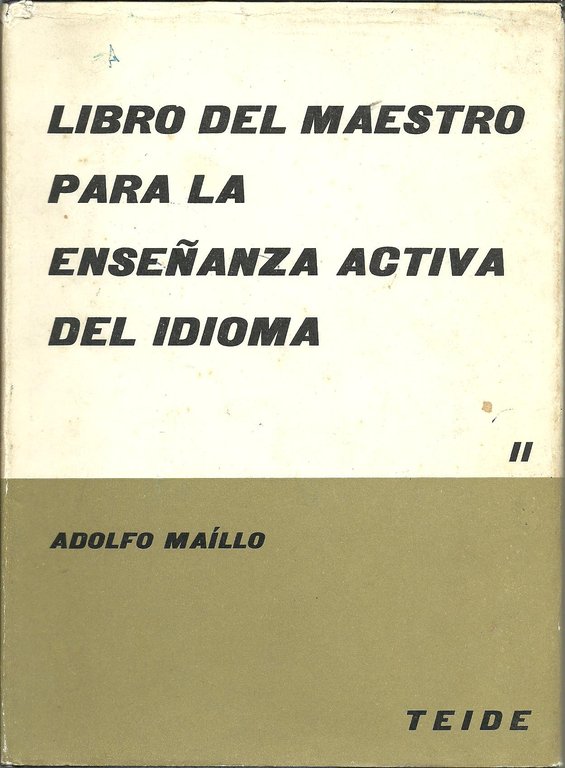 LIBRO DEL MAESTRO
PARA LA
ENSEÑANZA ACTIVA
DEL IDIOMA
II
ADOLFO MAÍLLO
TEIDE